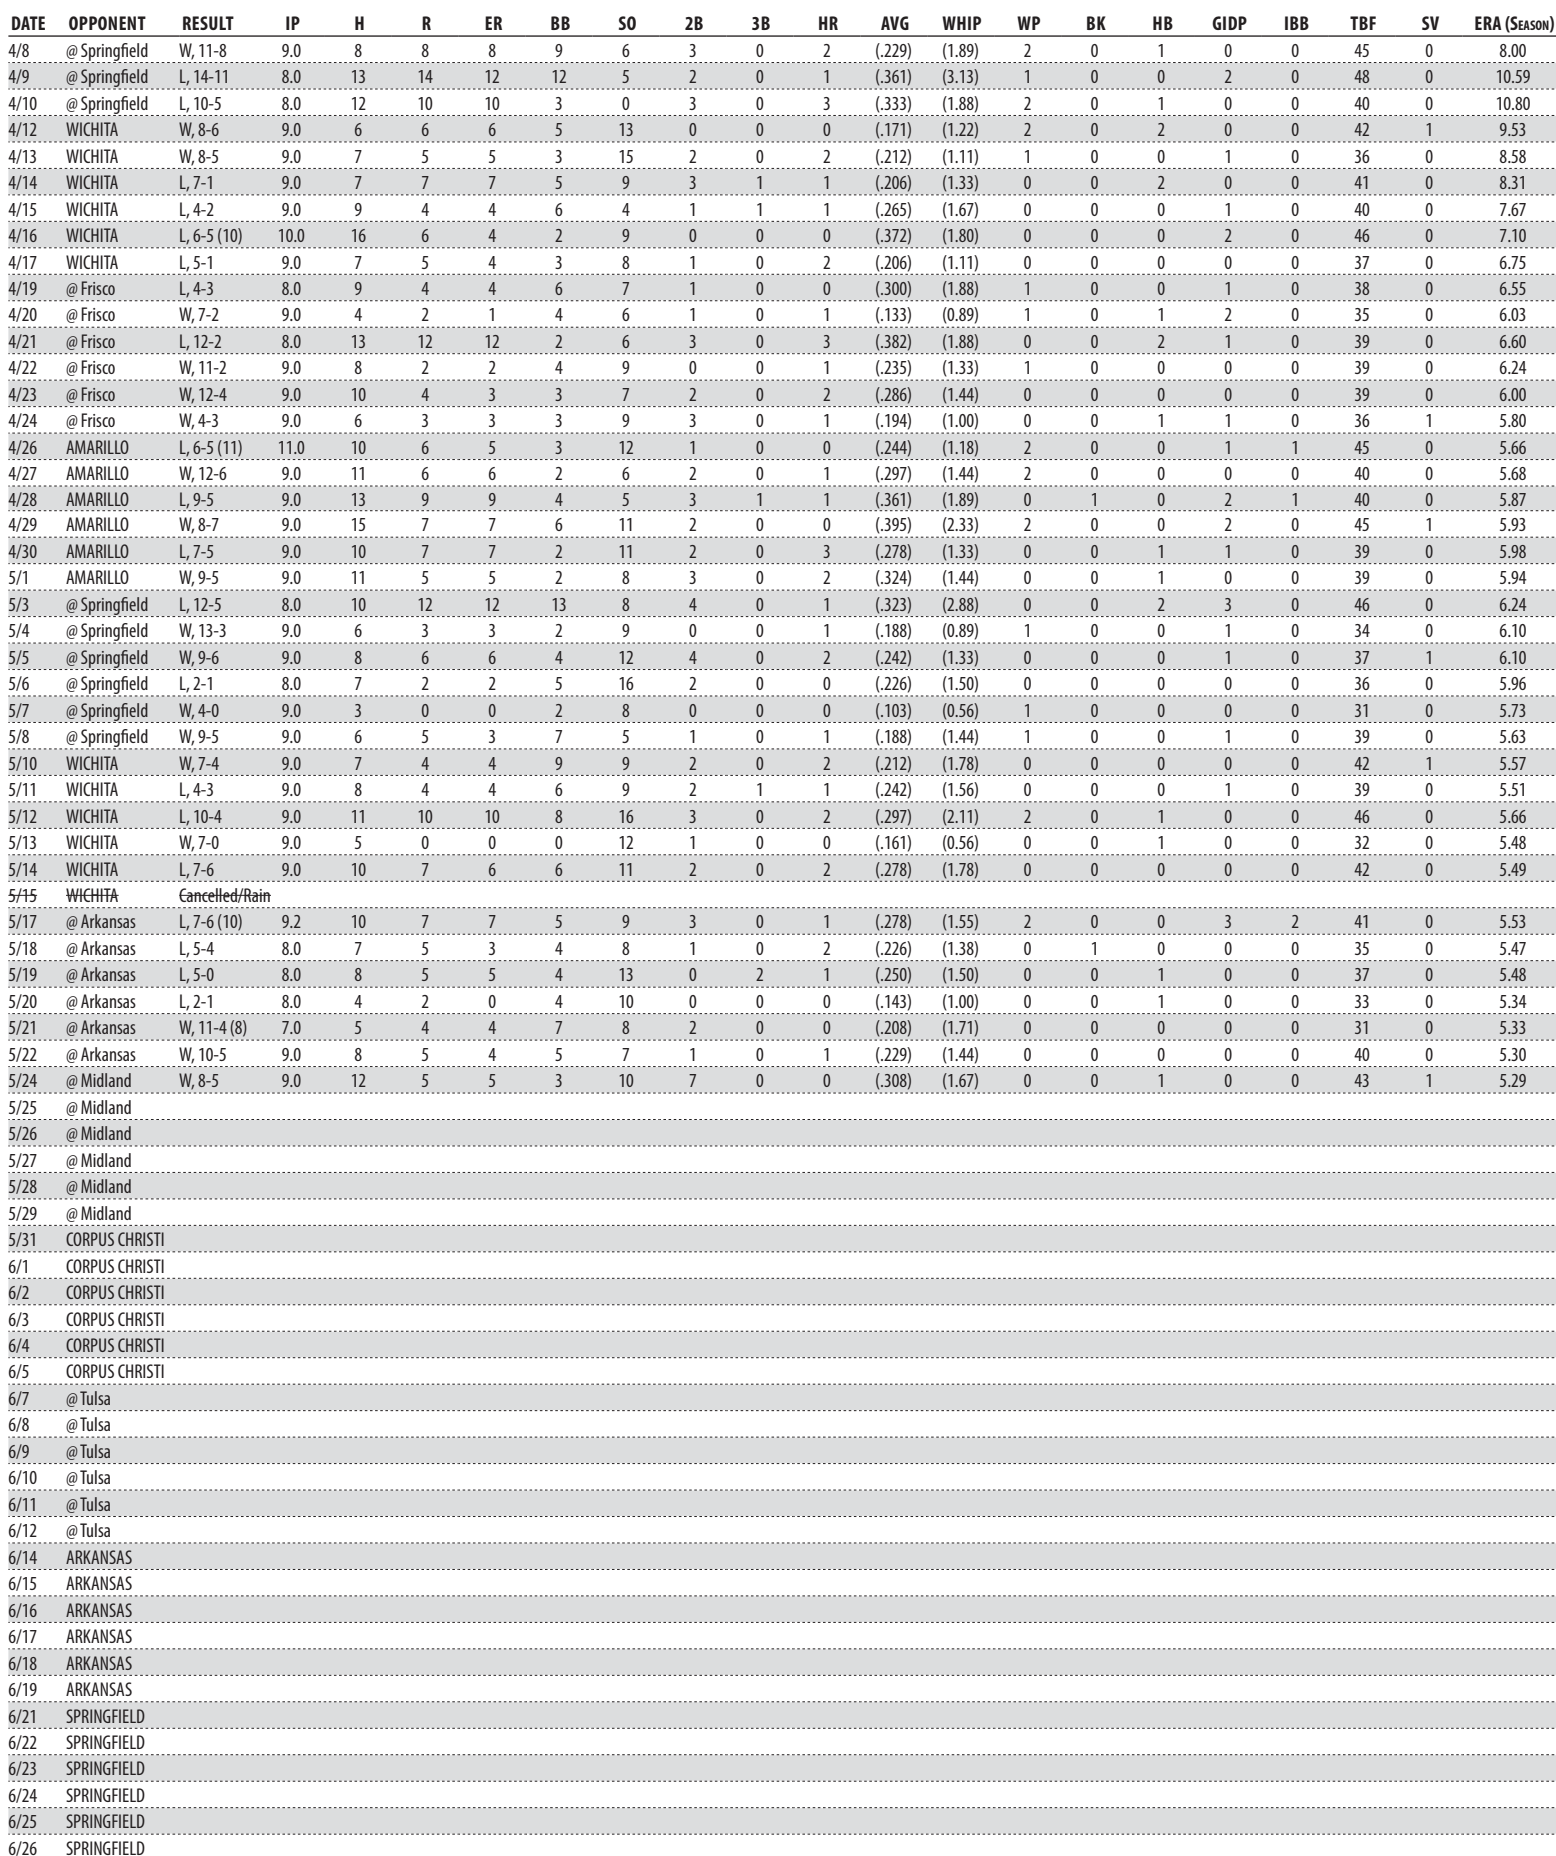 DATE OPPONENT RESULT IP H R ER BB SO 2B 3B HR AVG WHIP WP BK HB GIDP IBB TBF SV ERA (Season)
4/8 @ Springfield W, 11-8 9.0 8 8 8 9 6 3 0 2 (.229) (1.89) 2 0 1 0 0 45 0 8.00
4/9 @ Springfield L, 14-11 8.0 13 14 12 12 5 2 0 1 (.361) (3.13) 1 0 0 2 0 48 0 10.59
4/10 @ Springfield L, 10-5 8.0 12 10 10 3 0 3 0 3 (.333) (1.88) 2 0 1 0 0 40 0 10.80
4/12 WICHITA W, 8-6 9.0 6 6 6 5 13 0 0 0 (.171) (1.22) 2 0 2 0 0 42 1 9.53
4/13 WICHITA W, 8-5 9.0 7 5 5 3 15 2 0 2 (.212) (1.11) 1 0 0 1 0 36 0 8.58
4/14 WICHITA L, 7-1 9.0 7 7 7 5 9 3 1 1 (.206) (1.33) 0 0 2 0 0 41 0 8.31
4/15 WICHITA L, 4-2 9.0 9 4 4 6 4 1 1 1 (.265) (1.67) 0 0 0 1 0 40 0 7.67
4/16 WICHITA L, 6-5 (10) 10.0 16 6 4 2 9 0 0 0 (.372) (1.80) 0 0 0 2 0 46 0 7.10
4/17 WICHITA L, 5-1 9.0 7 5 4 3 8 1 0 2 (.206) (1.11) 0 0 0 0 0 37 0 6.75
4/19 @ Frisco L, 4-3 8.0 9 4 4 6 7 1 0 0 (.300) (1.88) 1 0 0 1 0 38 0 6.55
4/20 @ Frisco W, 7-2 9.0 4 2 1 4 6 1 0 1 (.133) (0.89) 1 0 1 2 0 35 0 6.03
4/21 @ Frisco L, 12-2 8.0 13 12 12 2 6 3 0 3 (.382) (1.88) 0 0 2 1 0 39 0 6.60
4/22 @ Frisco W, 11-2 9.0 8 2 2 4 9 0 0 1 (.235) (1.33) 1 0 0 0 0 39 0 6.24
4/23 @ Frisco W, 12-4 9.0 10 4 3 3 7 2 0 2 (.286) (1.44) 0 0 0 0 0 39 0 6.00
4/24 @ Frisco W, 4-3 9.0 6 3 3 3 9 3 0 1 (.194) (1.00) 0 0 1 1 0 36 1 5.80
4/26 AMARILLO L, 6-5 (11) 11.0 10 6 5 3 12 1 0 0 (.244) (1.18) 2 0 0 1 1 45 0 5.66
4/27 AMARILLO W, 12-6 9.0 11 6 6 2 6 2 0 1 (.297) (1.44) 2 0 0 0 0 40 0 5.68
4/28 AMARILLO L, 9-5 9.0 13 9 9 4 5 3 1 1 (.361) (1.89) 0 1 0 2 1 40 0 5.87
4/29 AMARILLO W, 8-7 9.0 15 7 7 6 11 2 0 0 (.395) (2.33) 2 0 0 2 0 45 1 5.93
4/30 AMARILLO L, 7-5 9.0 10 7 7 2 11 2 0 3 (.278) (1.33) 0 0 1 1 0 39 0 5.98
5/1 AMARILLO W, 9-5 9.0 11 5 5 2 8 3 0 2 (.324) (1.44) 0 0 1 0 0 39 0 5.94
5/3 @ Springfield L, 12-5 8.0 10 12 12 13 8 4 0 1 (.323) (2.88) 0 0 2 3 0 46 0 6.24
5/4 @ Springfield W, 13-3 9.0 6 3 3 2 9 0 0 1 (.188) (0.89) 1 0 0 1 0 34 0 6.10
5/5 @ Springfield W, 9-6 9.0 8 6 6 4 12 4 0 2 (.242) (1.33) 0 0 0 1 0 37 1 6.10
5/6 @ Springfield L, 2-1 8.0 7 2 2 5 16 2 0 0 (.226) (1.50) 0 0 0 0 0 36 0 5.96
5/7 @ Springfield W, 4-0 9.0 3 0 0 2 8 0 0 0 (.103) (0.56) 1 0 0 0 0 31 0 5.73
5/8 @ Springfield W, 9-5 9.0 6 5 3 7 5 1 0 1 (.188) (1.44) 1 0 0 1 0 39 0 5.63
5/10 WICHITA W, 7-4 9.0 7 4 4 9 9 2 0 2 (.212) (1.78) 0 0 0 0 0 42 1 5.57
5/11 WICHITA L, 4-3 9.0 8 4 4 6 9 2 1 1 (.242) (1.56) 0 0 0 1 0 39 0 5.51
5/12 WICHITA L, 10-4 9.0 11 10 10 8 16 3 0 2 (.297) (2.11) 2 0 1 0 0 46 0 5.66
5/13 WICHITA W, 7-0 9.0 5 0 0 0 12 1 0 0 (.161) (0.56) 0 0 1 0 0 32 0 5.48
5/14 WICHITA L, 7-6 9.0 10 7 6 6 11 2 0 2 (.278) (1.78) 0 0 0 0 0 42 0 5.49
5/15 WICHITA Cancelled/Rain
5/17 @ Arkansas L, 7-6 (10) 9.2 10 7 7 5 9 3 0 1 (.278) (1.55) 2 0 0 3 2 41 0 5.53
5/18 @ Arkansas L, 5-4 8.0 7 5 3 4 8 1 0 2 (.226) (1.38) 0 1 0 0 0 35 0 5.47
5/19 @ Arkansas L, 5-0 8.0 8 5 5 4 13 0 2 1 (.250) (1.50) 0 0 1 0 0 37 0 5.48
5/20 @ Arkansas L, 2-1 8.0 4 2 0 4 10 0 0 0 (.143) (1.00) 0 0 1 0 0 33 0 5.34
5/21 @ Arkansas W, 11-4 (8) 7.0 5 4 4 7 8 2 0 0 (.208) (1.71) 0 0 0 0 0 31 0 5.33
5/22 @ Arkansas W, 10-5 9.0 8 5 4 5 7 1 0 1 (.229) (1.44) 0 0 0 0 0 40 0 5.30
5/24 @ Midland W, 8-5 9.0 12 5 5 3 10 7 0 0 (.308) (1.67) 0 0 1 0 0 43 1 5.29
5/25 @ Midland
5/26 @ Midland
5/27 @ Midland
5/28 @ Midland
5/29 @ Midland
5/31 CORPUS CHRISTI
6/1 CORPUS CHRISTI
6/2 CORPUS CHRISTI
6/3 CORPUS CHRISTI
6/4 CORPUS CHRISTI
6/5 CORPUS CHRISTI
6/7 @ Tulsa
6/8 @ Tulsa
6/9 @ Tulsa
6/10 @ Tulsa
6/11 @ Tulsa
6/12 @ Tulsa
6/14 ARKANSAS
6/15 ARKANSAS
6/16 ARKANSAS
6/17 ARKANSAS
6/18 ARKANSAS
6/19 ARKANSAS
6/21 SPRINGFIELD
6/22 SPRINGFIELD
6/23 SPRINGFIELD
6/24 SPRINGFIELD
6/25 SPRINGFIELD
6/26 SPRINGFIELD